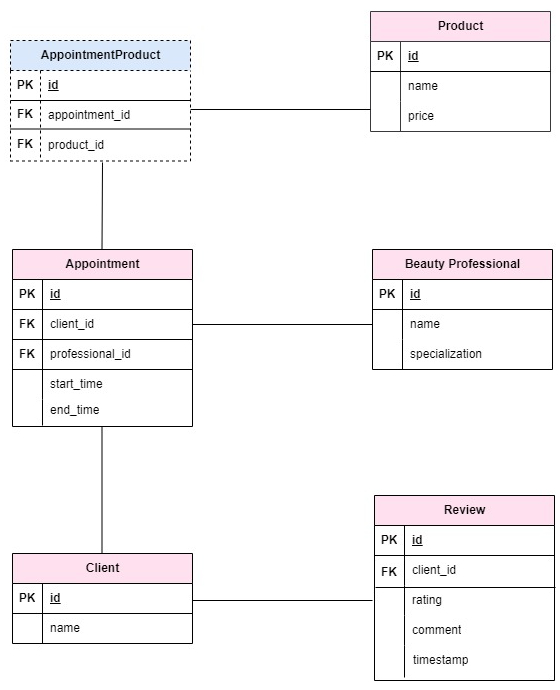 AppointmentProduct
PK id
FK appointment_id
FK product_id
Product
PK id
name
price
Appointment
PK id
FK client_id
FK professional_id
start_time
end_time
Beauty Professional
PK id
name
specialization
Client
PK id
name
Review
PK id
FK client_id
rating
comment
timestamp